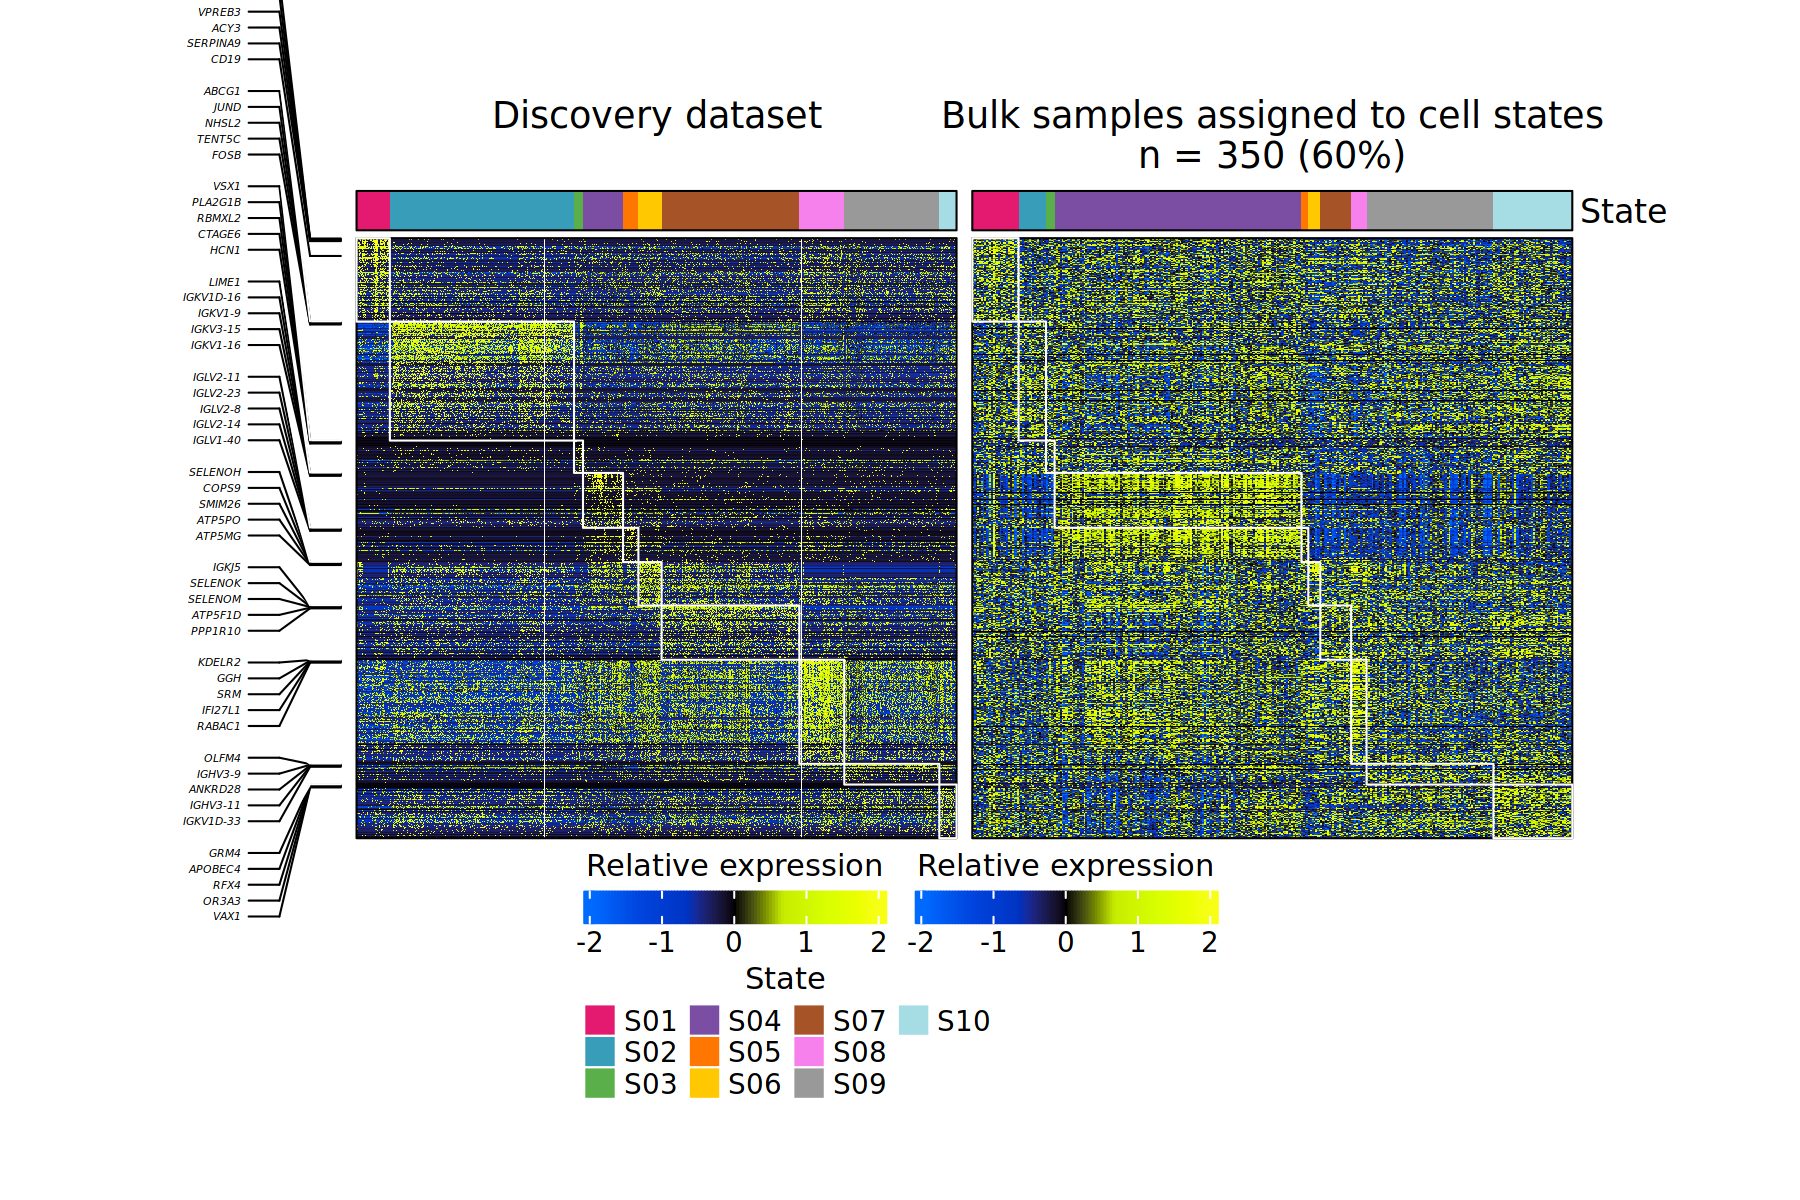 VPREB3
ACY3
SERPINA9
CD19
ABCG1
JUND
NHSL2
TENT5C
FOSB
VSX1
PLA2G1B
RBMXL2
CTAGE6
HCN1
LIME1
IGKV1D-16
IGKV1-9
IGKV3-15
IGKV1-16
IGLV2-11
IGLV2-23
IGLV2-8
IGLV2-14
IGLV1-40
SELENOH
COPS9
SMIM26
ATP5PO
ATP5MG
IGKJ5
SELENOK
SELENOM
ATP5F1D
PPP1R10
KDELR2
GGH
SRM
IFI27L1
RABAC1
OLFM4
IGHV3-9
ANKRD28
IGHV3-11
IGKV1D-33
GRM4
APOBEC4
RFX4
OR3A3
VAX1
Discovery dataset
Bulk samples assigned to cell states
n = 350 (60%)
State
Relative expression
-2 -1 0 1 2
Relative expression
-2 -1 0 1 2
State
S01 S04 S07 S10
S02 S05 S08
S03 S06 S09